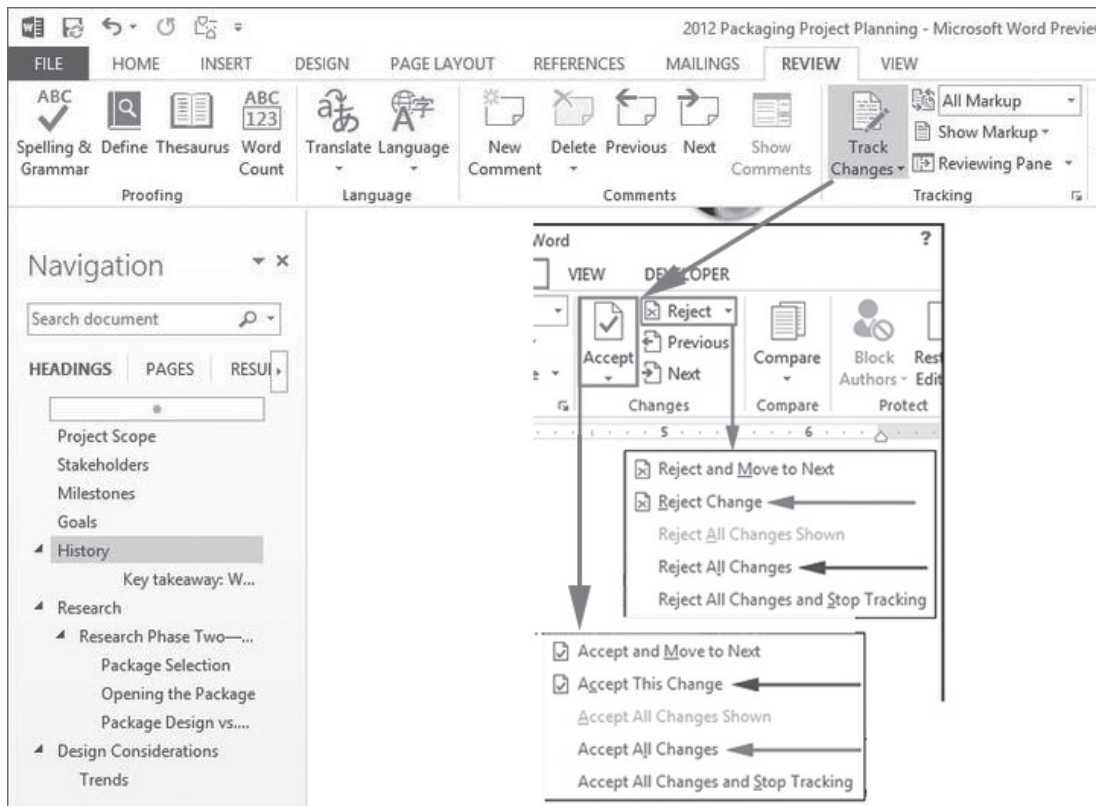 2012 Packaging Project Planning - Microsoft Word Preview
FILE HOME INSERT DESIGN PAGE LAYOUT REFERENCES MAILINGS REVIEW VIEW
ABC ABC
123
All Markup
Spelling & Grammar Define Thesaurus Word Count
Translate Language
New Comment Delete Previous Next Show Comments
Track Changes
Show Markup
Reviewing Pane
Proofing Language Comments Tracking
Navigation
Search document
HEADINGS PAGES RESU
Project Scope
Stakeholders
Milestones
Goals
History
Key takeaway: W...
Research
Research Phase Two—...
Package Selection
Opening the Package
Package Design vs....
Design Considerations
Trends
Word ?
VIEW DEVELOPER
Accept
Reject
Previous
Next
Compare
Block Authors
Rest
Edit
Changes Compare Protect
5 6
Reject and Move to Next
Reject Change
Reject All Changes Shown
Reject All Changes
Reject All Changes and Stop Tracking
Accept and Move to Next
Accept This Change
Accept All Changes Shown
Accept All Changes
Accept All Changes and Stop Tracking